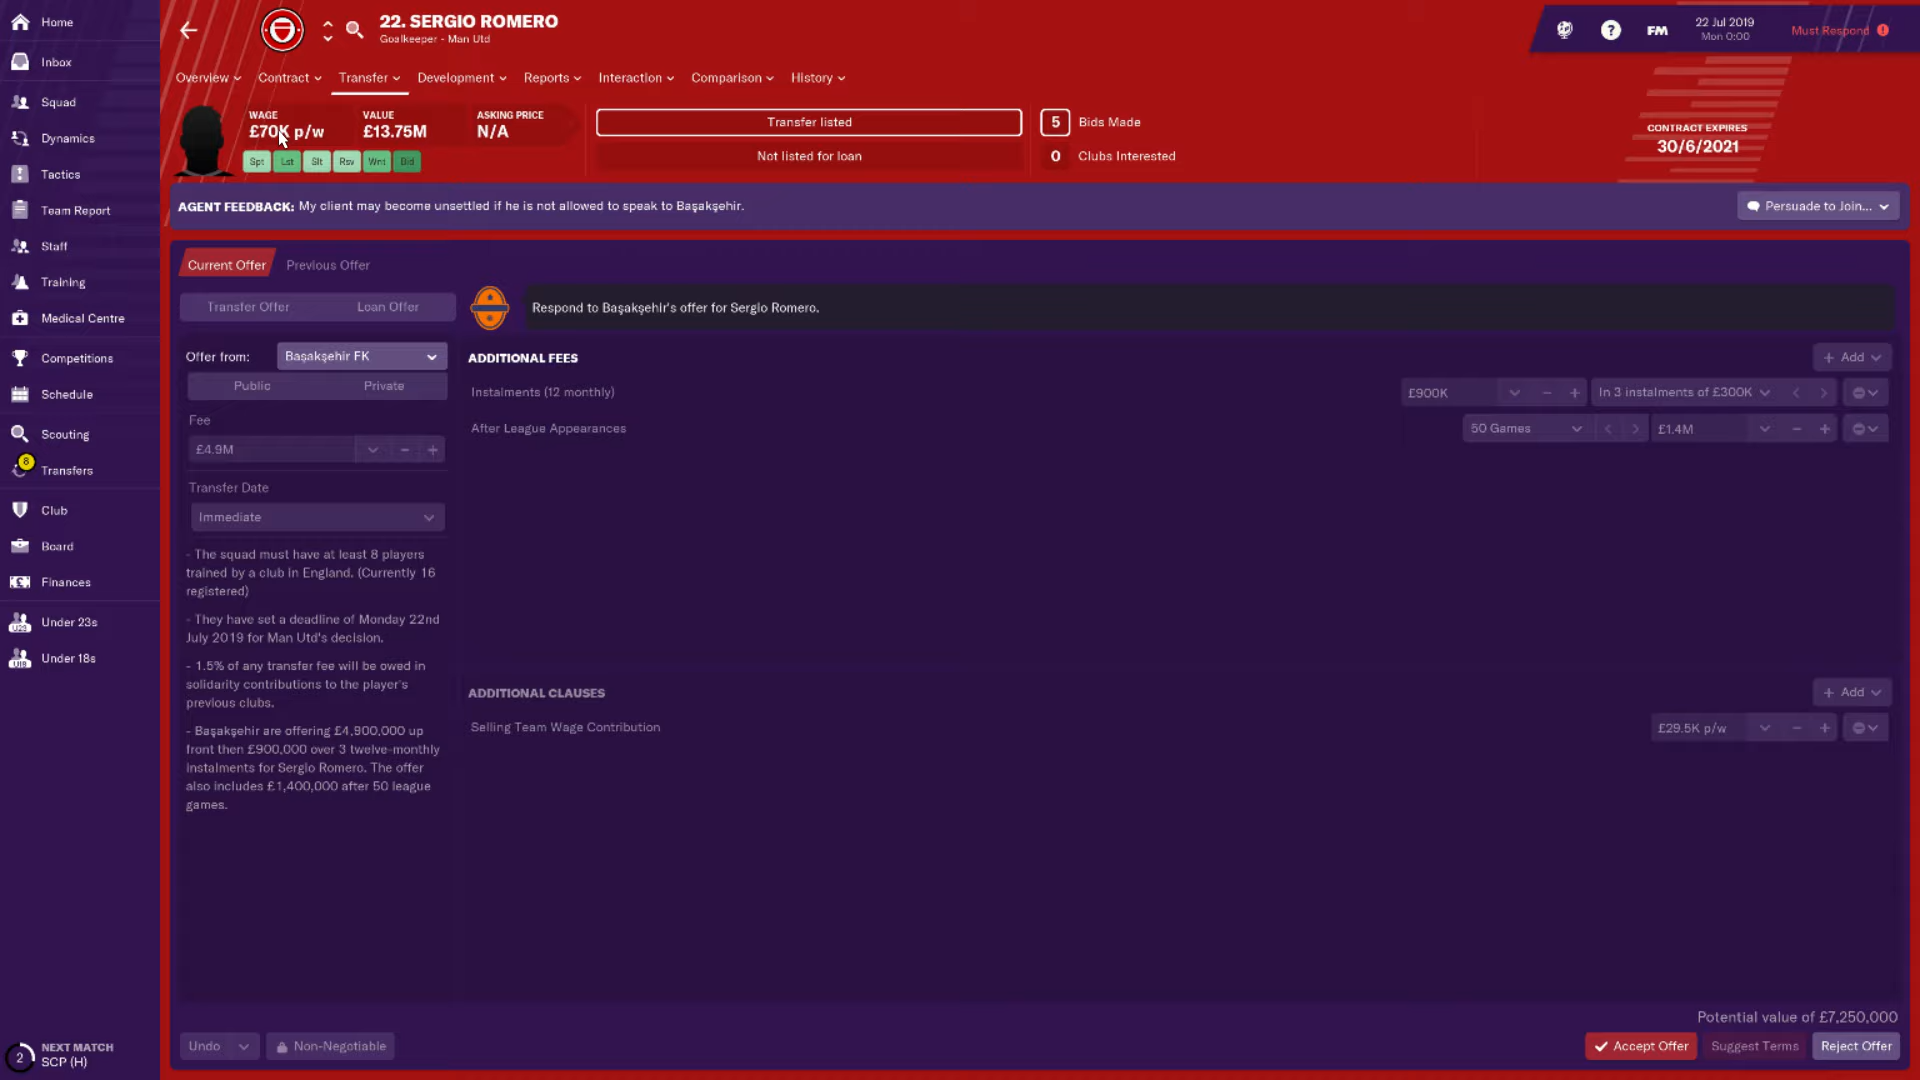 Home
Inbox
Squad
Dynamics
Tactics
Team Report
Staff
Training
Medical Centre
Competitions
Schedule
Scouting
8
Transfers
Club
Board
Finances
U23
Under 23s
U18
Under 18s
2
NEXT MATCH
SCP (H)
22. SERGIO ROMERO
Goalkeeper - Man Utd
?
FM
22 Jul 2019
Mon 0:00
Must Respond
Overview
Contract
Transfer
Development
Reports
Interaction
Comparison
History
WAGE
£70K p/w
VALUE
£13.75M
ASKING PRICE
N/A
Spt Lst Slt Rsv Wnt Bid
Transfer listed
Not listed for loan
5 Bids Made
0 Clubs Interested
CONTRACT EXPIRES
30/6/2021
AGENT FEEDBACK: My client may become unsettled if he is not allowed to speak to Başakşehir.
Persuade to Join...
Current Offer
Previous Offer
Transfer Offer
Loan Offer
Respond to Başakşehir's offer for Sergio Romero.
Offer from:
Başakşehir FK
Public
Private
Fee
£4.9M
Transfer Date
Immediate
- The squad must have at least 8 players
trained by a club in England. (Currently 16
registered)
- They have set a deadline of Monday 22nd
July 2019 for Man Utd's decision.
- 1.5% of any transfer fee will be owed in
solidarity contributions to the player's
previous clubs.
- Başakşehir are offering £4,900,000 up
front then £900,000 over 3 twelve-monthly
instalments for Sergio Romero. The offer
also includes £1,400,000 after 50 league
games.
ADDITIONAL FEES
+ Add
Instalments (12 monthly)
£900K
In 3 instalments of £300K
After League Appearances
50 Games
£1.4M
ADDITIONAL CLAUSES
+ Add
Selling Team Wage Contribution
£29.5K p/w
Potential value of £7,250,000
Undo
Non-Negotiable
Accept Offer
Suggest Terms
Reject Offer